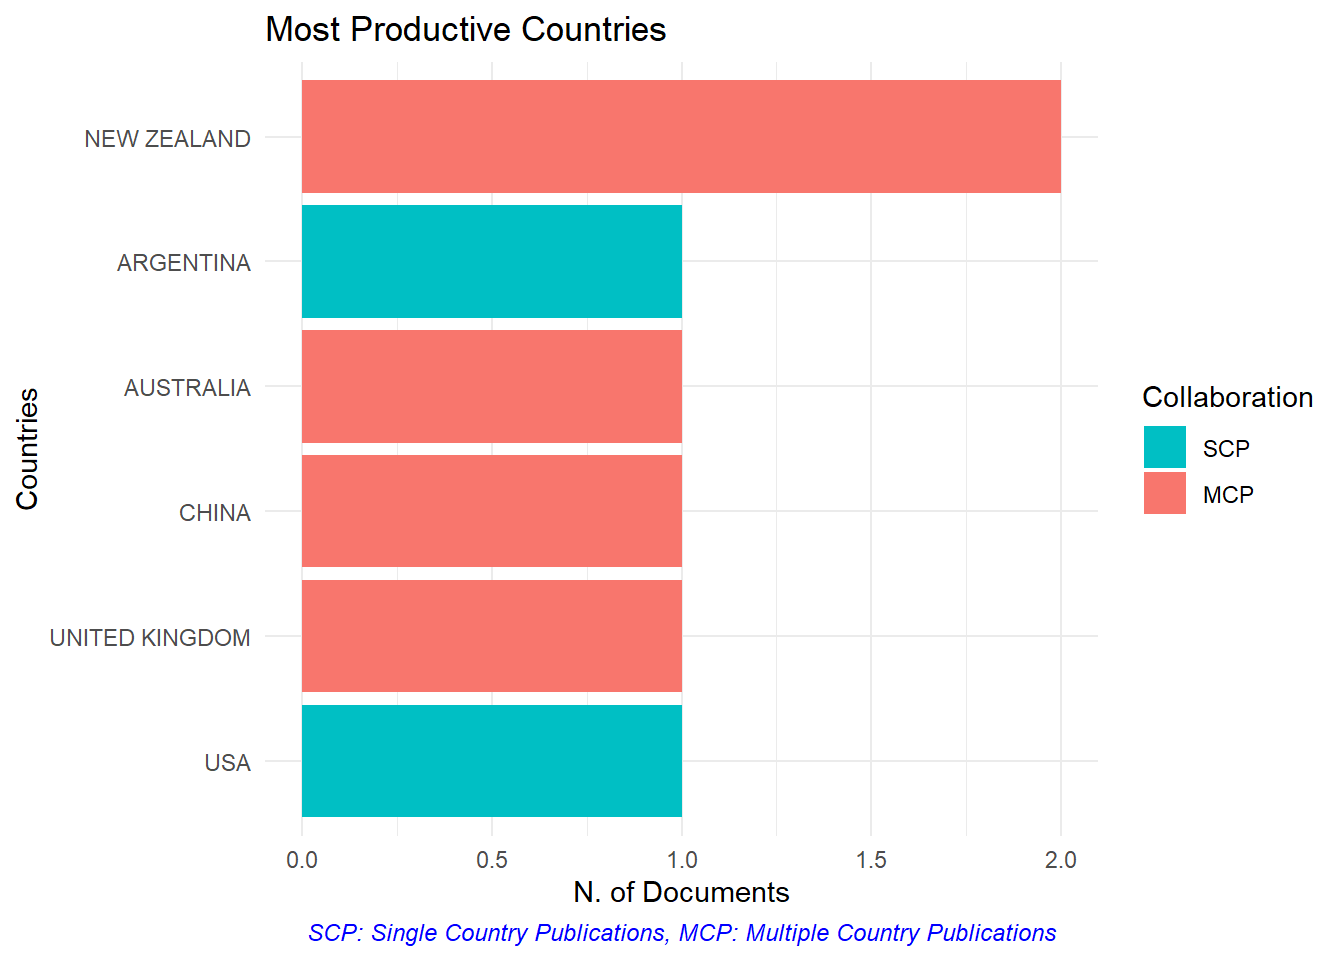 Most Productive Countries
NEW ZEALAND
ARGENTINA
AUSTRALIA
CHINA
UNITED KINGDOM
USA
Countries
0.0 0.5 1.0 1.5 2.0
N. of Documents
SCP: Single Country Publications, MCP: Multiple Country Publications
Collaboration
SCP
MCP